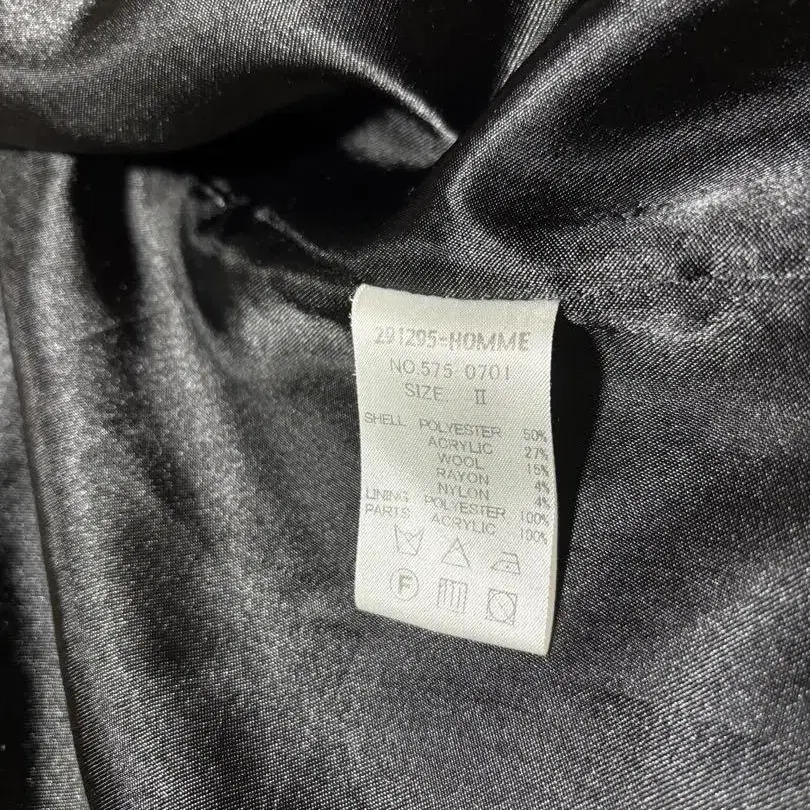 291295=HOMME
NO.575 0701
SIZE II
SHELL POLYESTER 50%
ACRYLIC 27%
WOOL 15%
RAYON 4%
NYLON 4%
LINING POLYESTER 100%
PARTS ACRYLIC 100%
F